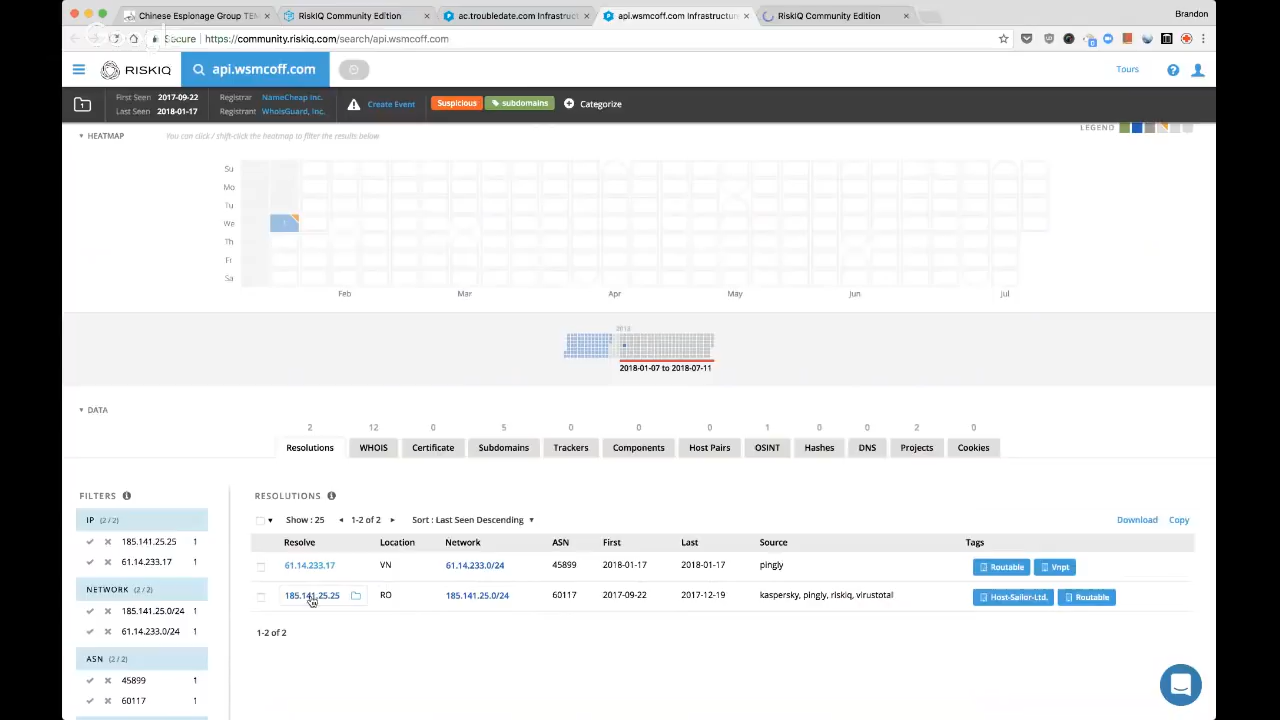 Chinese Espionage Group TEM
RiskIQ Community Edition
ac.troubledate.com Infrastruct
api.wsmcoff.com Infrastructur
RiskIQ Community Edition
Brandon
Secure
https://community.riskiq.com/search/api.wsmcoff.com
RISKIQ
api.wsmcoff.com
Tours
First Seen 2017-09-22
Registrar NameCheap Inc.
Last Seen 2018-01-17
Registrant WhoisGuard, Inc.
Create Event
Suspicious
subdomains
Categorize
LEGEND
HEATMAP
You can click / shift-click the heatmap to filter the results below
Su
Mo
Tu
We
Th
Fr
Sa
1
Feb Mar Apr May Jun Jul
2018
2018-01-07 to 2018-07-11
DATA
2 12 0 5 0 0 0 1 0 0 2 0
Resolutions WHOIS Certificate Subdomains Trackers Components Host Pairs OSINT Hashes DNS Projects Cookies
FILTERS
IP (2 / 2)
185.141.25.25 1
61.14.233.17 1
NETWORK (2 / 2)
185.141.25.0/24 1
61.14.233.0/24 1
ASN (2 / 2)
45899 1
60117 1
RESOLUTIONS
Show : 25 1-2 of 2 Sort : Last Seen Descending Download Copy
Resolve Location Network ASN First Last Source Tags
61.14.233.17 VN 61.14.233.0/24 45899 2018-01-17 2018-01-17 pingly Routable Vnpt
185.141.25.25 RO 185.141.25.0/24 60117 2017-09-22 2017-12-19 kaspersky, pingly, riskiq, virustotal Host-Sailor-Ltd. Routable
1-2 of 2